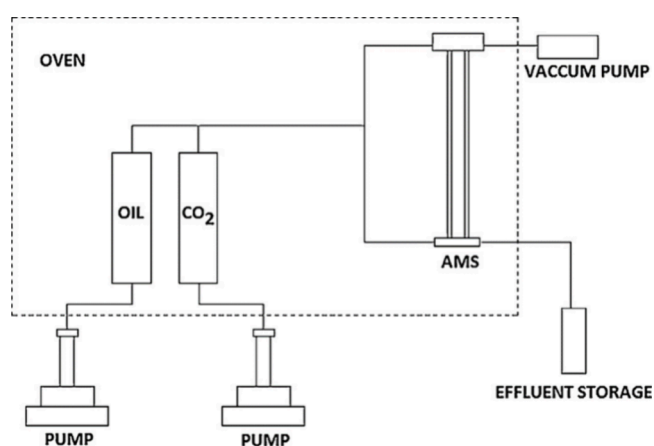 OVEN
VACCUM PUMP
OIL
CO₂
AMS
EFFLUENT STORAGE
PUMP
PUMP